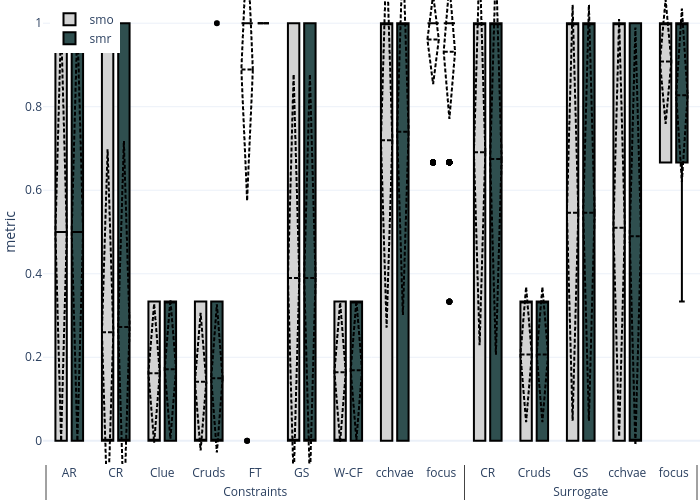 smo
smr
1
0.8
0.6
0.4
0.2
0
metric
AR CR Clue Cruds FT GS W-CF cchvae focus CR Cruds GS cchvae focus
Constraints Surrogate